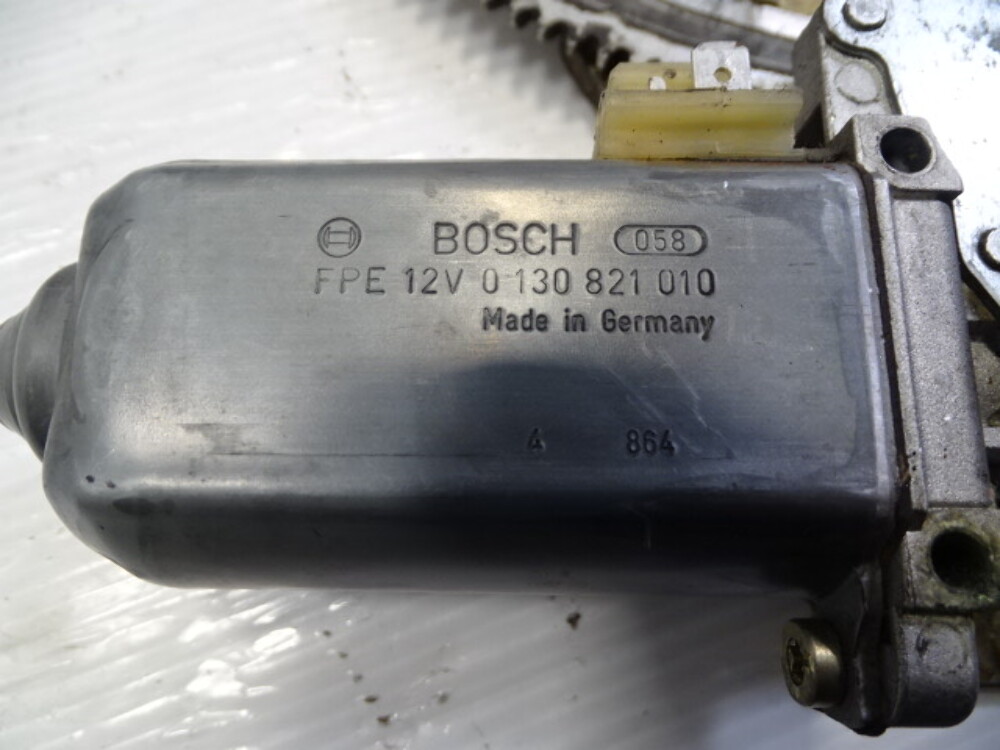 BOSCH 058
FPE 12V 0 130 821 010
Made in Germany
4 864